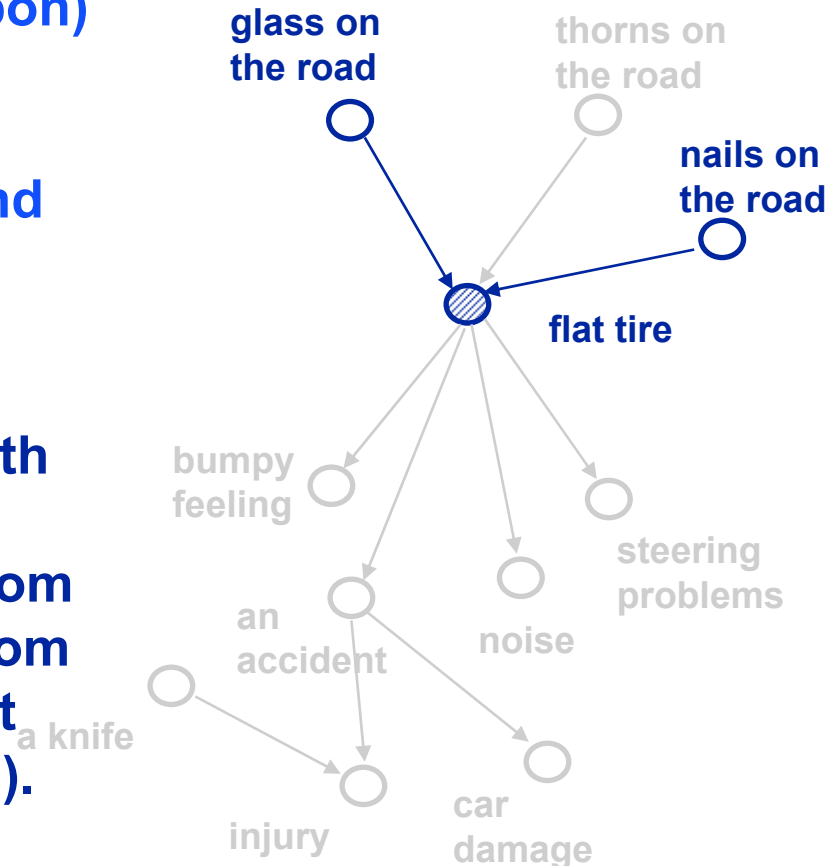 oon)
nd
th
om
om
t
).
glass on
the road
thorns on
the road
nails on
the road
flat tire
bumpy
feeling
steering
problems
an
accident
noise
a knife
injury
car
damage